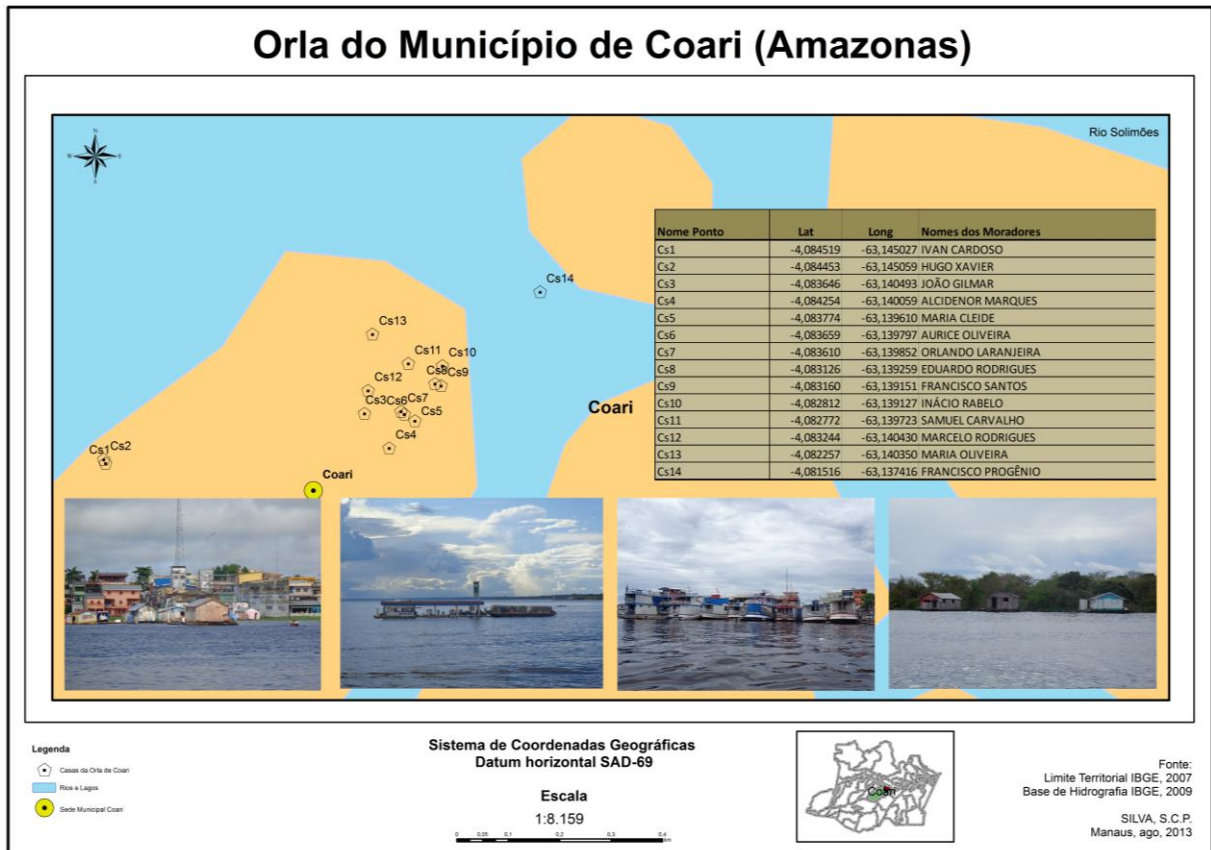 Orla do Município de Coari (Amazonas)
Rio Solimões
N
W E
S
Nome Ponto Lat Long Nomes dos Moradores
Cs1 -4,084519 -63,145027 IVAN CARDOSO
Cs2 -4,084453 -63,145059 HUGO XAVIER
Cs3 -4,083646 -63,140493 JOÃO GILMAR
Cs4 -4,084254 -63,140059 ALCIDENOR MARQUES
Cs5 -4,083774 -63,139610 MARIA CLEIDE
Cs6 -4,083659 -63,139797 AURICE OLIVEIRA
Cs7 -4,083610 -63,139852 ORLANDO LARANJEIRA
Cs8 -4,083126 -63,139259 EDUARDO RODRIGUES
Cs9 -4,083160 -63,139151 FRANCISCO SANTOS
Cs10 -4,082812 -63,139127 INÁCIO RABELO
Cs11 -4,082772 -63,139723 SAMUEL CARVALHO
Cs12 -4,083244 -63,140430 MARCELO RODRIGUES
Cs13 -4,082257 -63,140350 MARIA OLIVEIRA
Cs14 -4,081516 -63,137416 FRANCISCO PROGÊNIO
Cs14
Cs13
Cs11 Cs10
Cs8 Cs9
Cs12
Cs3 Cs6 Cs7
Cs5
Cs4
Cs1 Cs2
Coari
Coari
Legenda
Casas da Orla de Coari
Rios e Lagos
Sede Municipal Coari
Sistema de Coordenadas Geográficas
Datum horizontal SAD-69
Escala
1:8.159
0 0,05 0,1 0,2 0,3 0,4
km
Coari
Fonte:
Limite Territorial IBGE, 2007
Base de Hidrografia IBGE, 2009
SILVA, S.C.P.
Manaus, ago, 2013